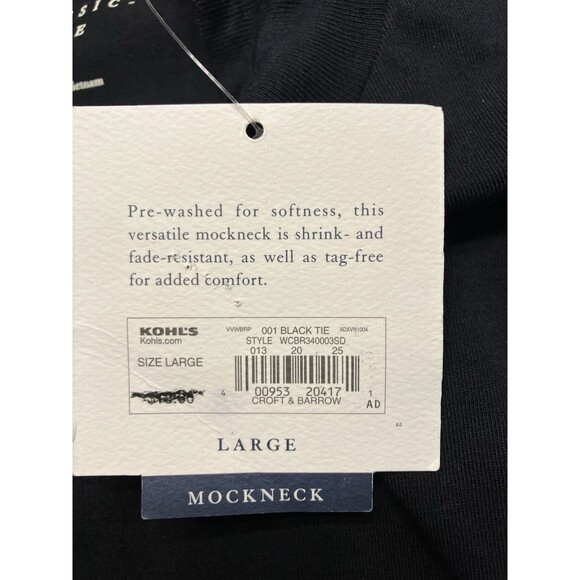 Pre-washed for softness, this
versatile mockneck is shrink- and
fade-resistant, as well as tag-free
for added comfort.
KOHL'S
Kohls.com
VVWBRP 001 BLACK TIE ADXVN1004
STYLE WCBR340003SD
013 20 25
SIZE LARGE
4 00953 20417 1
CROFT & BARROW
AD
AD
LARGE
MOCKNECK